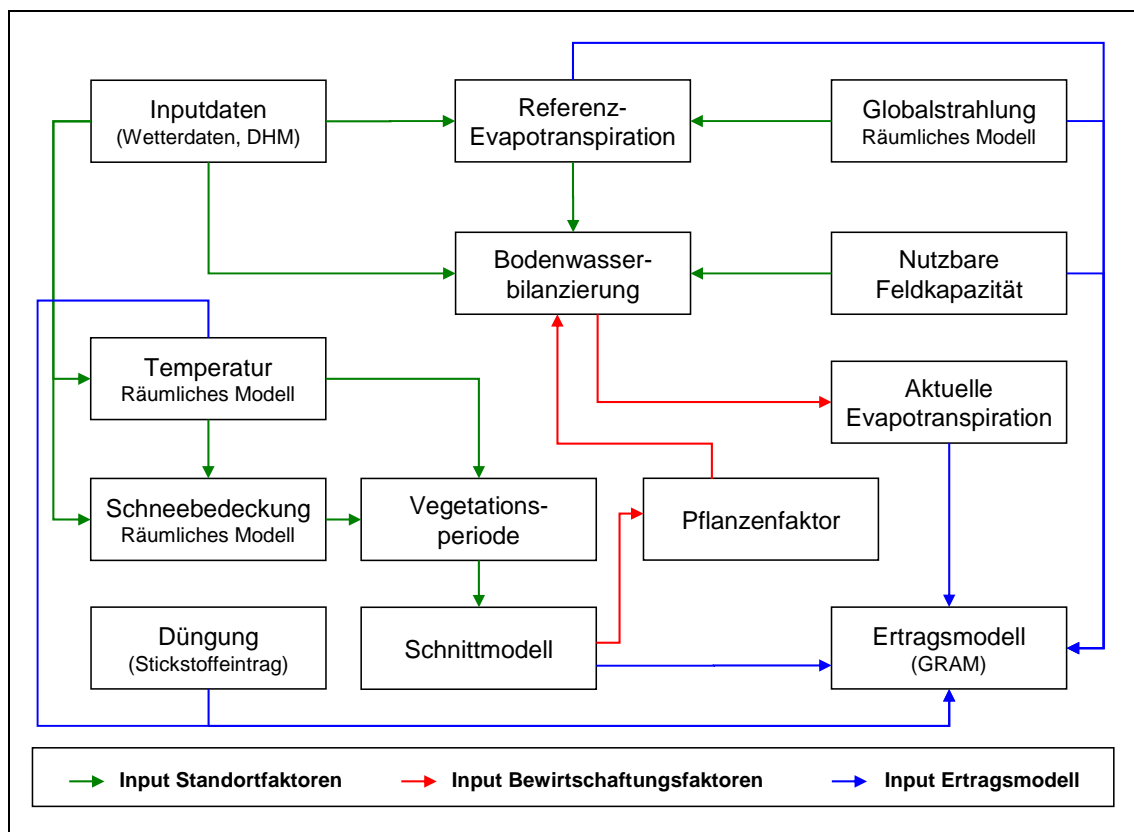 Inputdaten
(Wetterdaten, DHM)
Referenz-
Evapotranspiration
Globalstrahlung
Räumliches Modell
Bodenwasser-
bilanzierung
Nutzbare
Feldkapazität
Temperatur
Räumliches Modell
Aktuelle
Evapotranspiration
Schneebedeckung
Räumliches Modell
Vegetations-
periode
Pflanzenfaktor
Düngung
(Stickstoffeintrag)
Schnittmodell
Ertragsmodell
(GRAM)
Input Standortfaktoren
Input Bewirtschaftungsfaktoren
Input Ertragsmodell